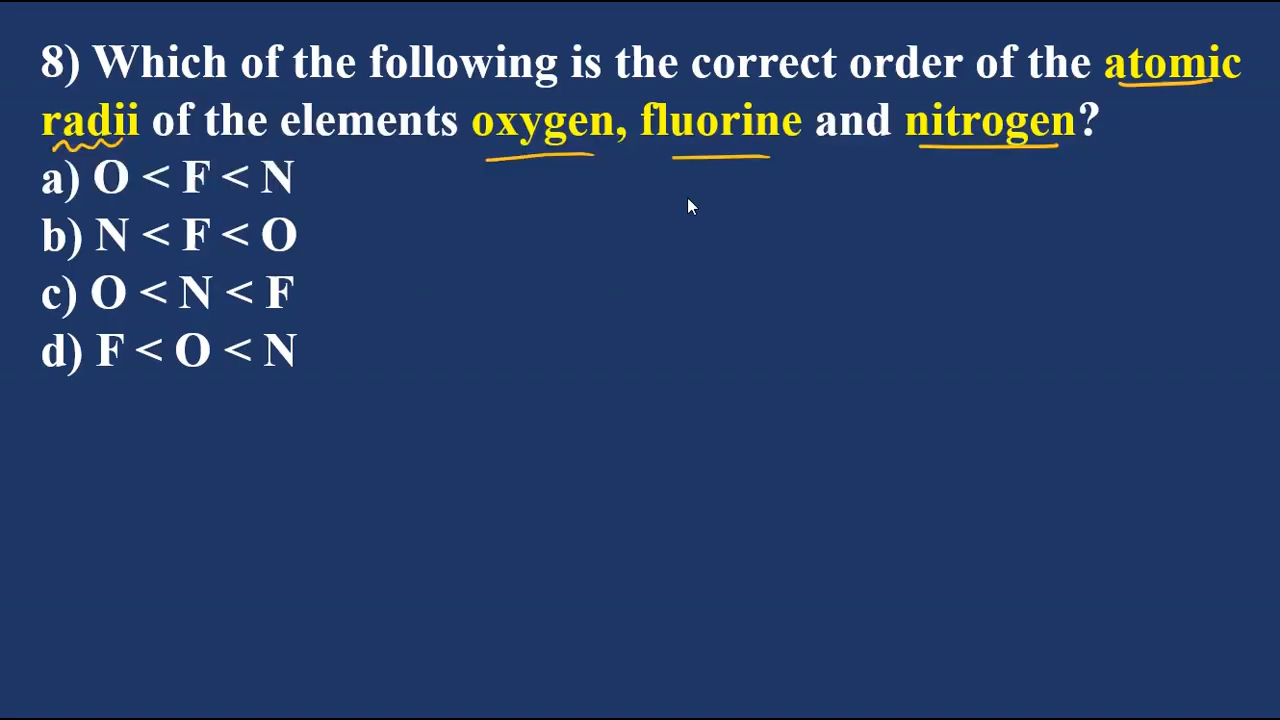 8) Which of the following is the correct order of the atomic
radii of the elements oxygen, fluorine and nitrogen?
a) O < F < N
b) N < F < O
c) O < N < F
d) F < O < N